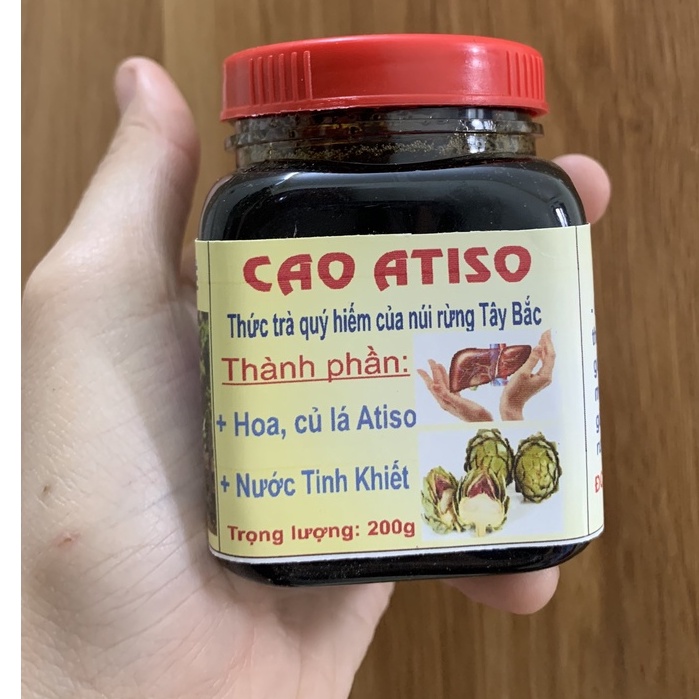 CAO ATISO
Thức trà quý hiếm của núi rừng Tây Bắc
Thành phần:
+ Hoa, củ lá Atiso
+ Nước Tinh Khiết
Trọng lượng: 200g